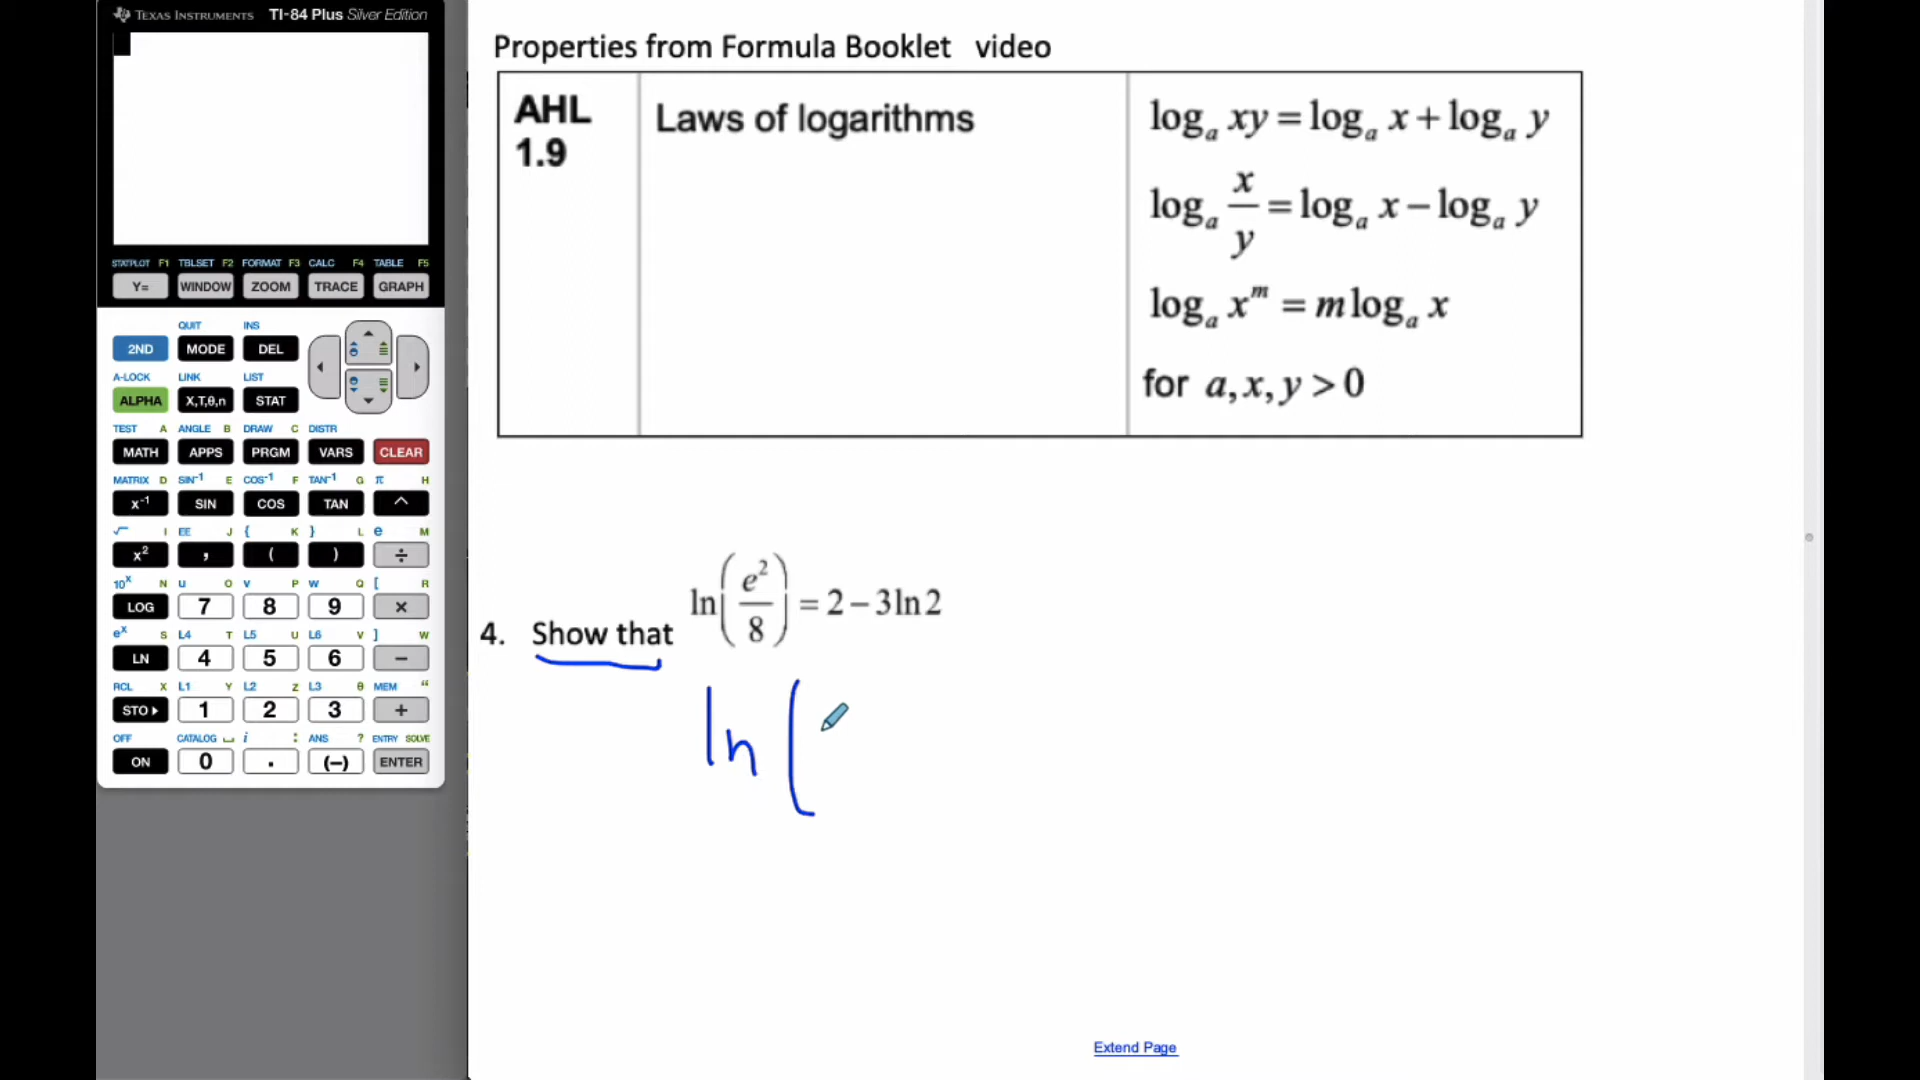 TEXAS INSTRUMENTS TI-84 Plus Silver Edition
STATPLOT F1 TBLSET F2 FORMAT F3 CALC F4 TABLE F5
Y= WINDOW ZOOM TRACE GRAPH
QUIT INS
2ND MODE DEL
A-LOCK LINK LIST
ALPHA X,T,θ,n STAT
TEST A ANGLE B DRAW C DISTR
MATH APPS PRGM VARS CLEAR
MATRIX D SIN⁻¹ E COS⁻¹ F TAN⁻¹ G π H
x⁻¹ SIN COS TAN ^
√ I EE J { K } L e M
x² , ( ) ÷
10ˣ N u O v P w Q [ R
LOG 7 8 9 ×
eˣ S L4 T L5 U L6 V ] W
LN 4 5 6 −
RCL X L1 Y L2 Z L3 θ MEM “
STO▸ 1 2 3 +
OFF CATALOG ⎵ i : ANS ? ENTRY SOLVE
ON 0 . (−) ENTER
Properties from Formula Booklet video
AHL 1.9
Laws of logarithms
logₐ xy = logₐ x + logₐ y
logₐ x/y = logₐ x − logₐ y
logₐ xᵐ = m logₐ x
for a, x, y > 0
4. Show that ln(e²/8) = 2 − 3ln2
ln (
Extend Page